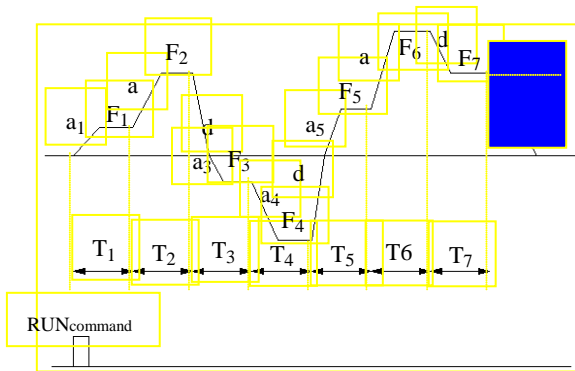 F6
d
F2
F7
a
a
F5
a1
F1
a5
d
a3
F3
d
a4
F4
T1 T2 T3 T4 T5 T6 T7
RUNcommand